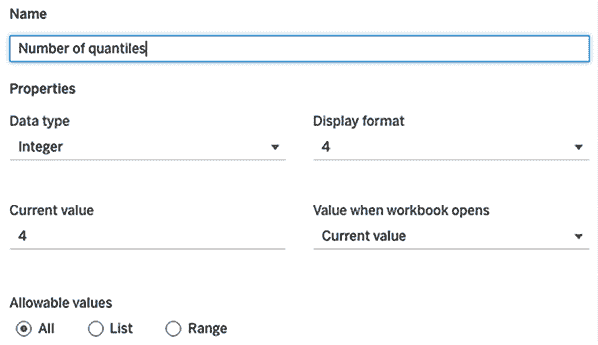 Name
Number of quantiles
Properties
Data type Display format
Integer 4
Current value Value when workbook opens
4 Current value
Allowable values
All List Range